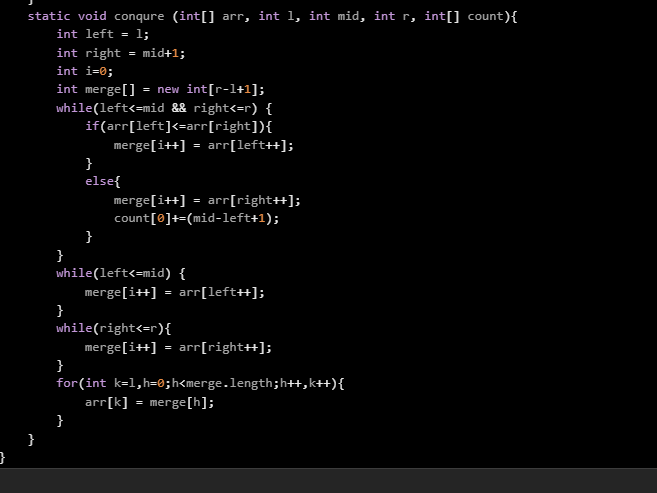 }
static void conqure (int[] arr, int l, int mid, int r, int[] count){
int left = l;
int right = mid+1;
int i=0;
int merge[] = new int[r-l+1];
while(left<=mid && right<=r) {
if(arr[left]<=arr[right]){
merge[i++] = arr[left++];
}
else{
merge[i++] = arr[right++];
count[0]+=(mid-left+1);
}
}
while(left<=mid) {
merge[i++] = arr[left++];
}
while(right<=r){
merge[i++] = arr[right++];
}
for(int k=l,h=0;h<merge.length;h++,k++){
arr[k] = merge[h];
}
}
}